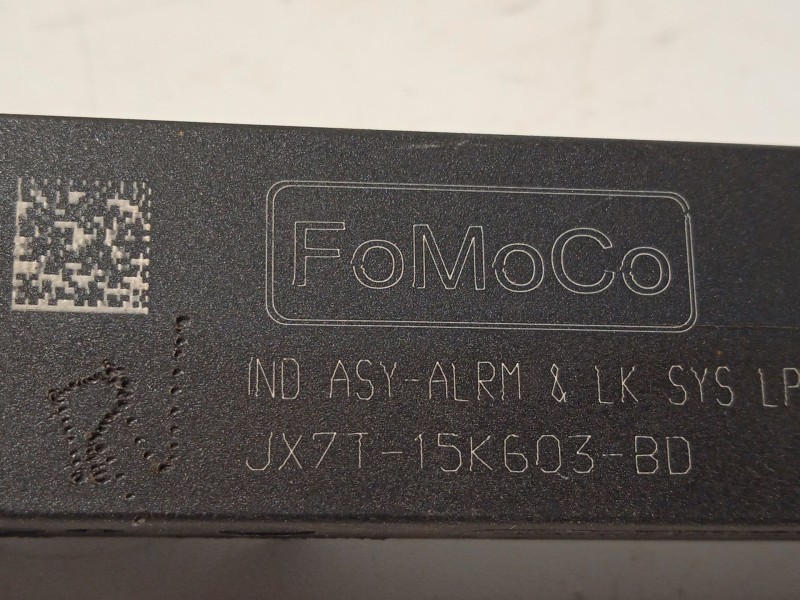 FoMoCo
IND ASY-ALRM & LK SYS LP
JX7T-15K603-BD